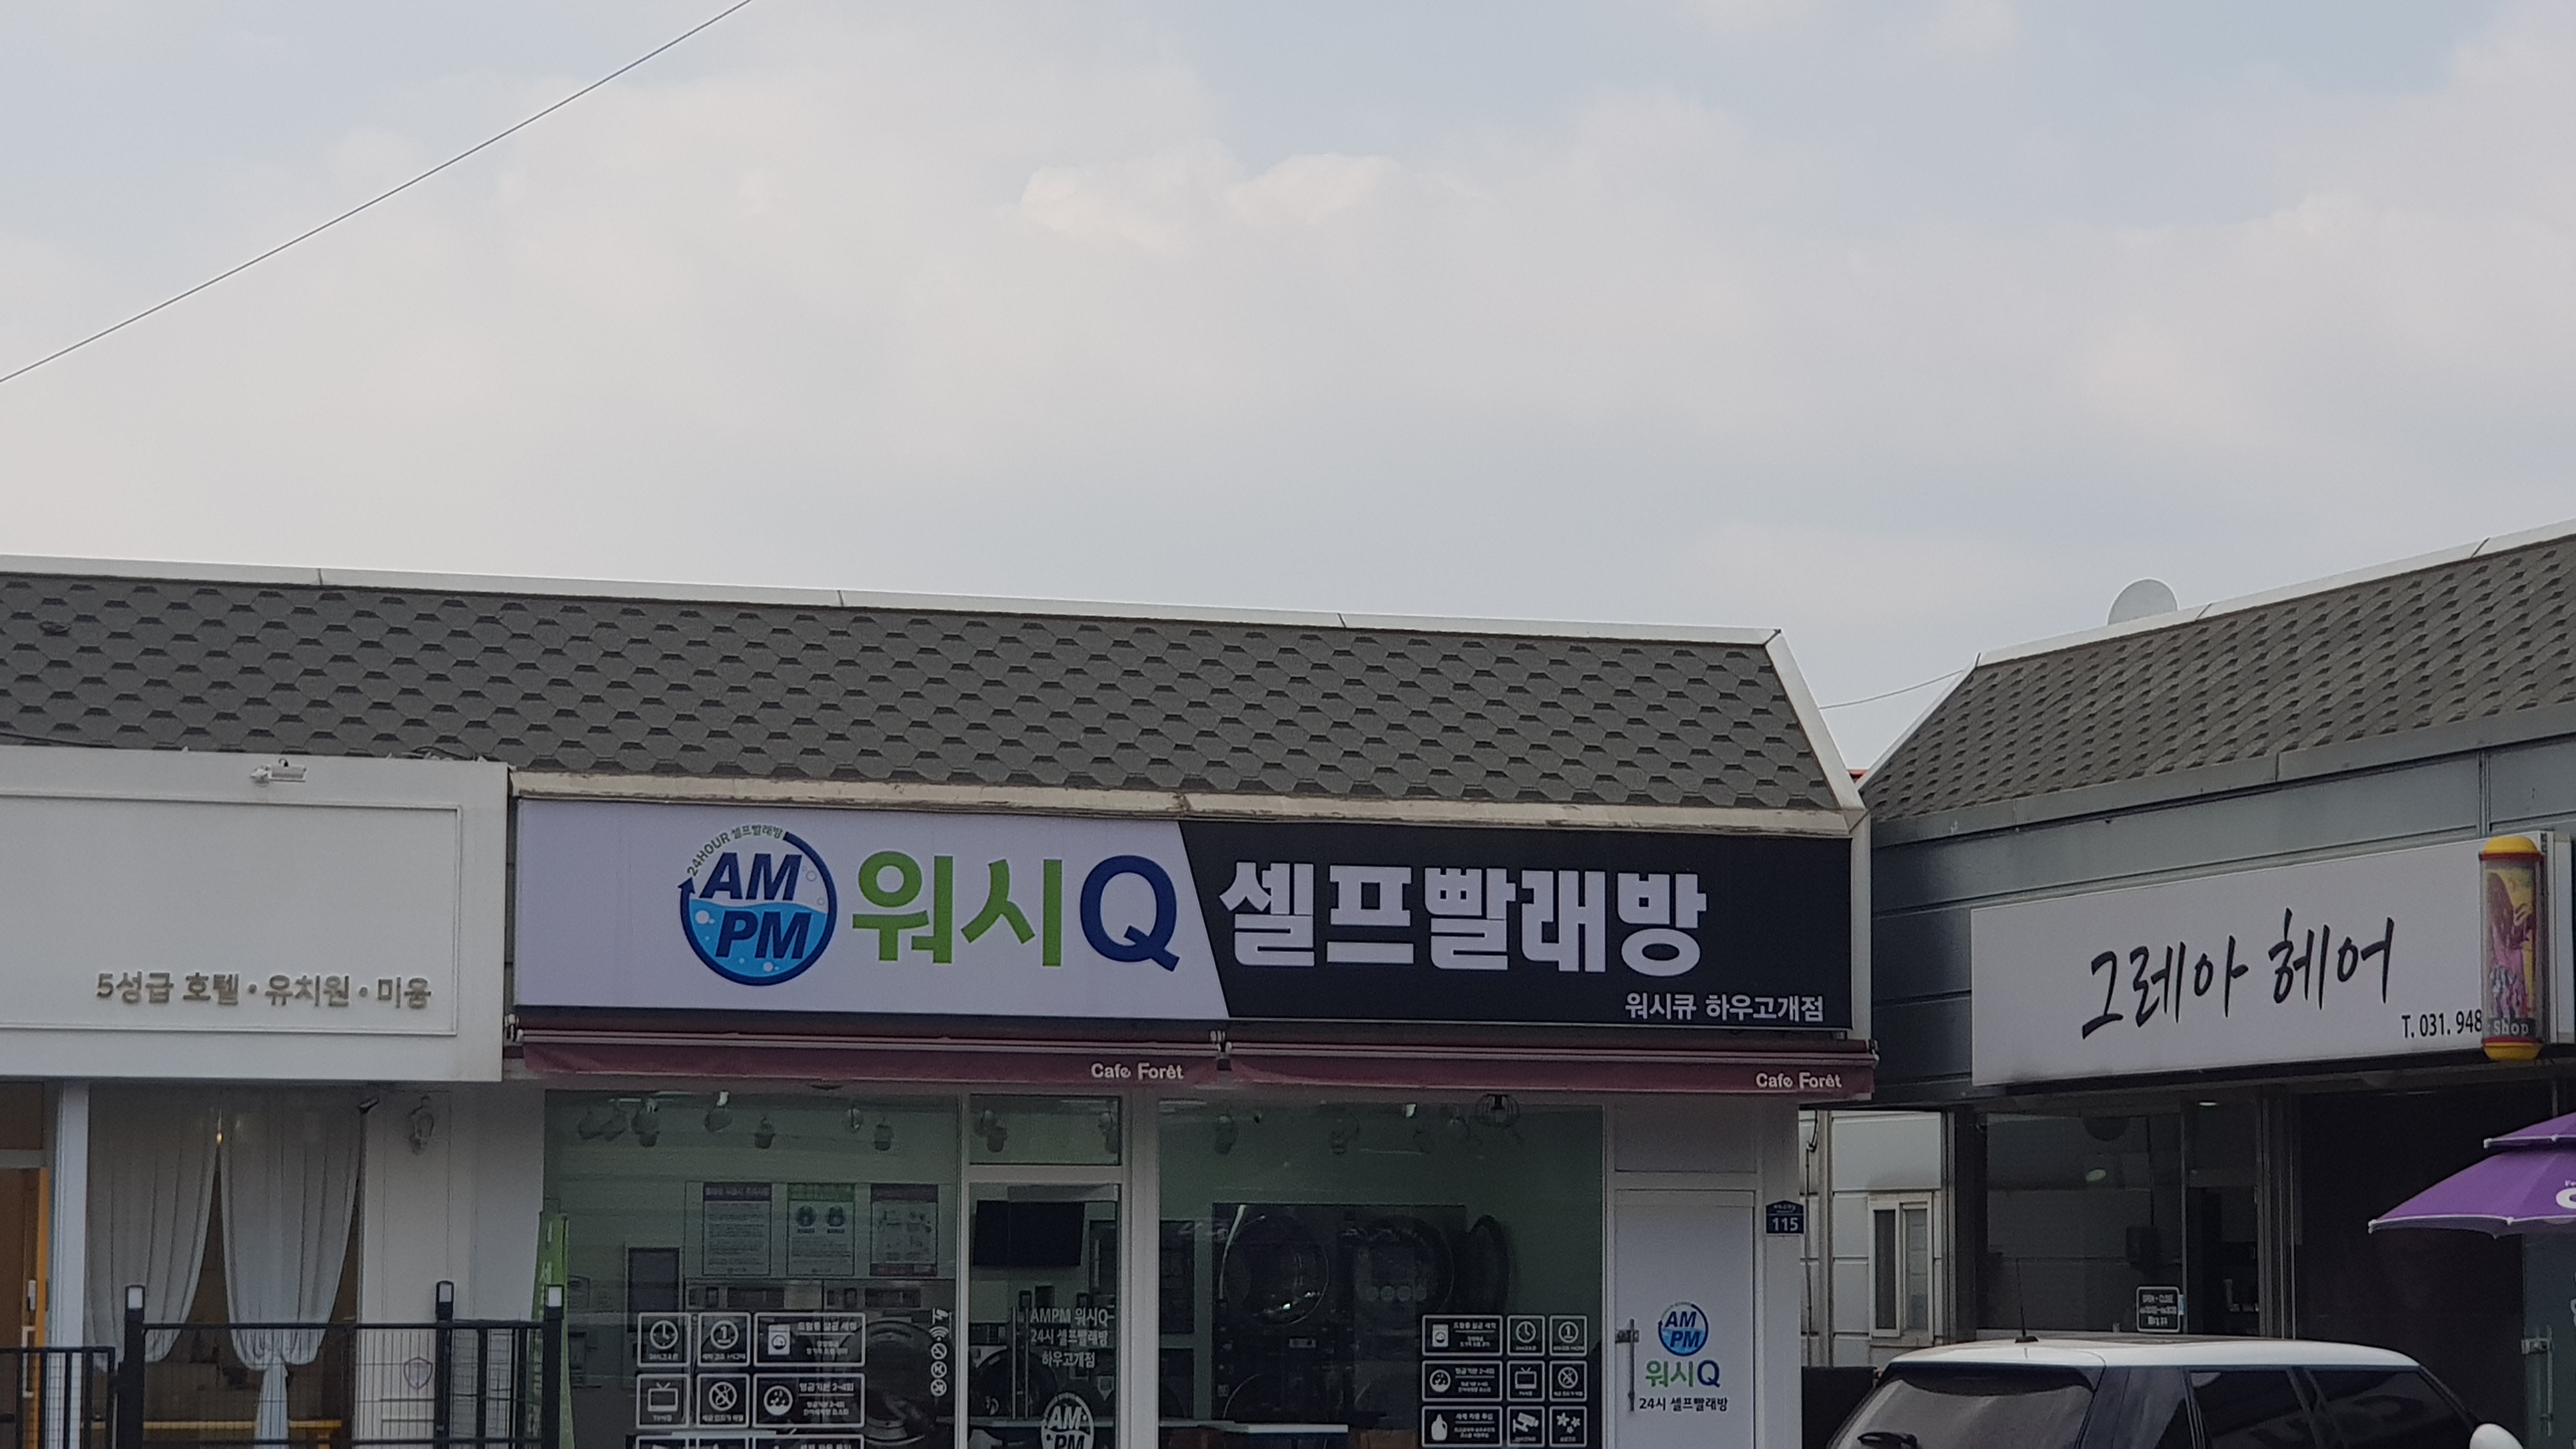 5성급 호텔 • 유치원 • 미용
24HOUR 셀프빨래방
AM
PM
워시Q
셀프빨래방
워시큐 하우고개점
Cafe Forêt
Cafe Forêt
그레아 헤어
T. 031. 948
Shop
115
AMPM 워시Q
24시 셀프빨래방
하우고개점
AM
PM
AM
PM
워시Q
24시 셀프빨래방
OPEN - CLOSE